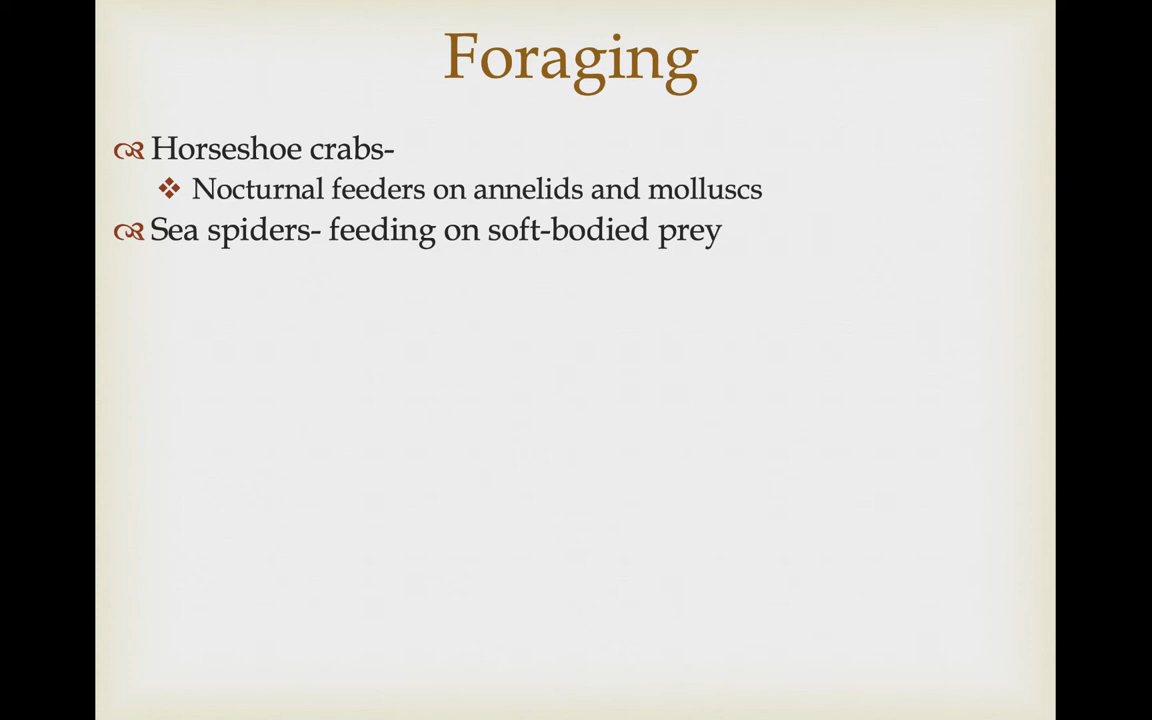 Foraging
Horseshoe crabs-
Nocturnal feeders on annelids and molluscs
Sea spiders- feeding on soft-bodied prey